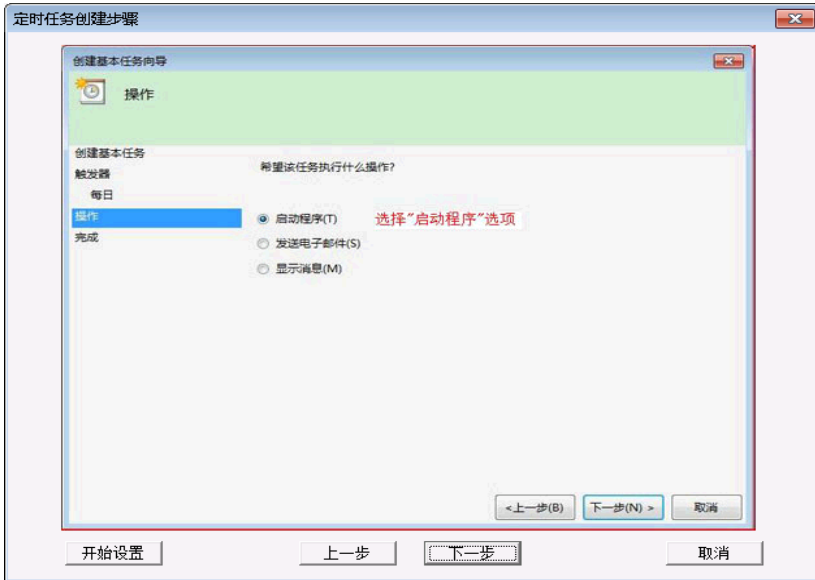 定时任务创建步骤
创建基本任务向导
操作
创建基本任务
触发器
每日
操作
完成
希望该任务执行什么操作?
启动程序(T) 选择"启动程序"选项
发送电子邮件(S)
显示消息(M)
<上一步(B) 下一步(N) > 取消
开始设置 上一步 下一步 取消